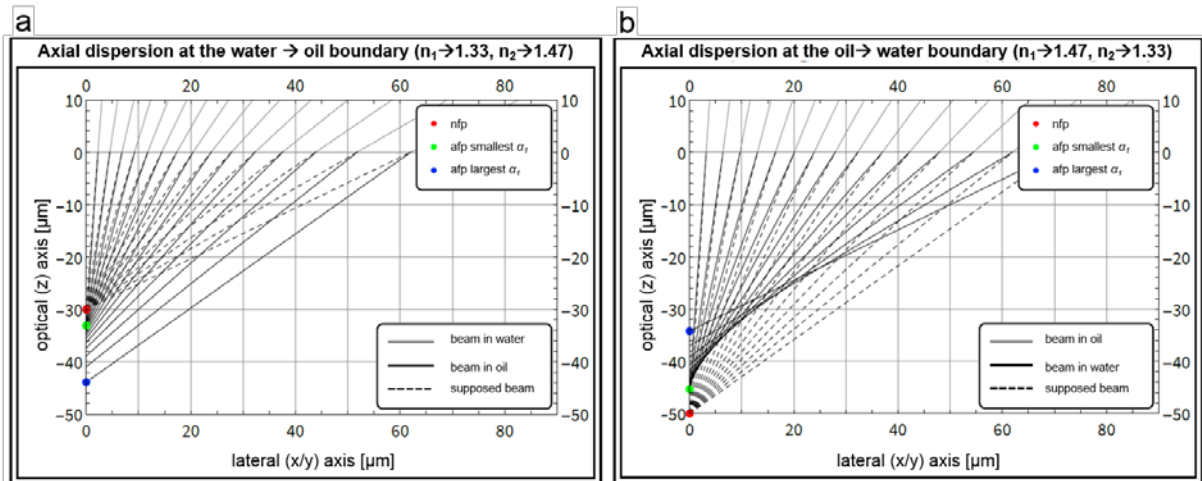 a
Axial dispersion at the water → oil boundary (n₁→1.33, n₂→1.47)
0 20 40 60 80
10 10
0 0
−10 −10
−20 −20
−30 −30
−40 −40
−50 −50
0 20 40 60 80
optical (z) axis [µm]
lateral (x/y) axis [µm]
nfp
afp smallest αf
afp largest αf
beam in water
beam in oil
supposed beam
b
Axial dispersion at the oil→ water boundary (n₁→1.47, n₂→1.33)
0 20 40 60 80
10 10
0 0
−10 −10
−20 −20
−30 −30
−40 −40
−50 −50
0 20 40 60 80
optical (z) axis [µm]
lateral (x/y) axis [µm]
nfp
afp smallest αf
afp largest αf
beam in oil
beam in water
supposed beam